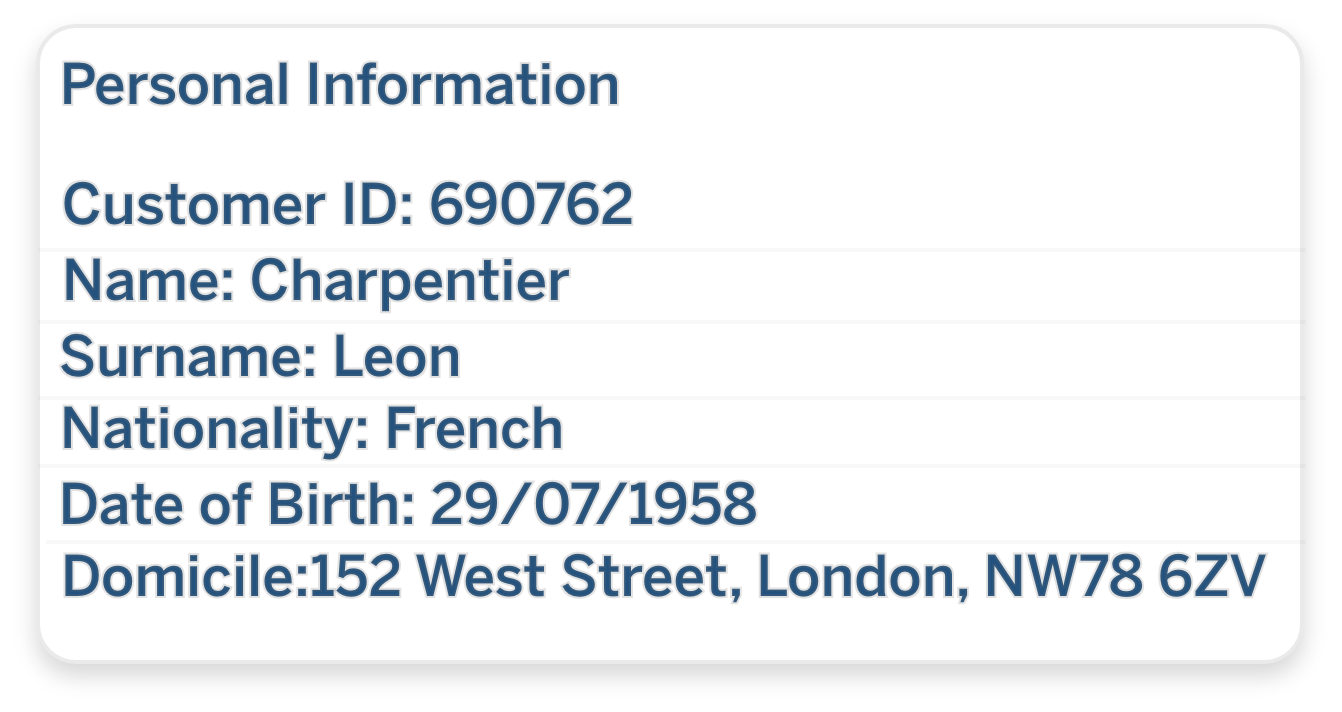 Personal Information
Customer ID: 690762
Name: Charpentier
Surname: Leon
Nationality: French
Date of Birth: 29/07/1958
Domicile:152 West Street, London, NW78 6ZV